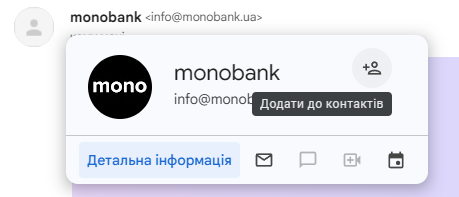 monobank <info@monobank.ua>
mono
monobank
info@monob
Додати до контактів
Детальна інформація